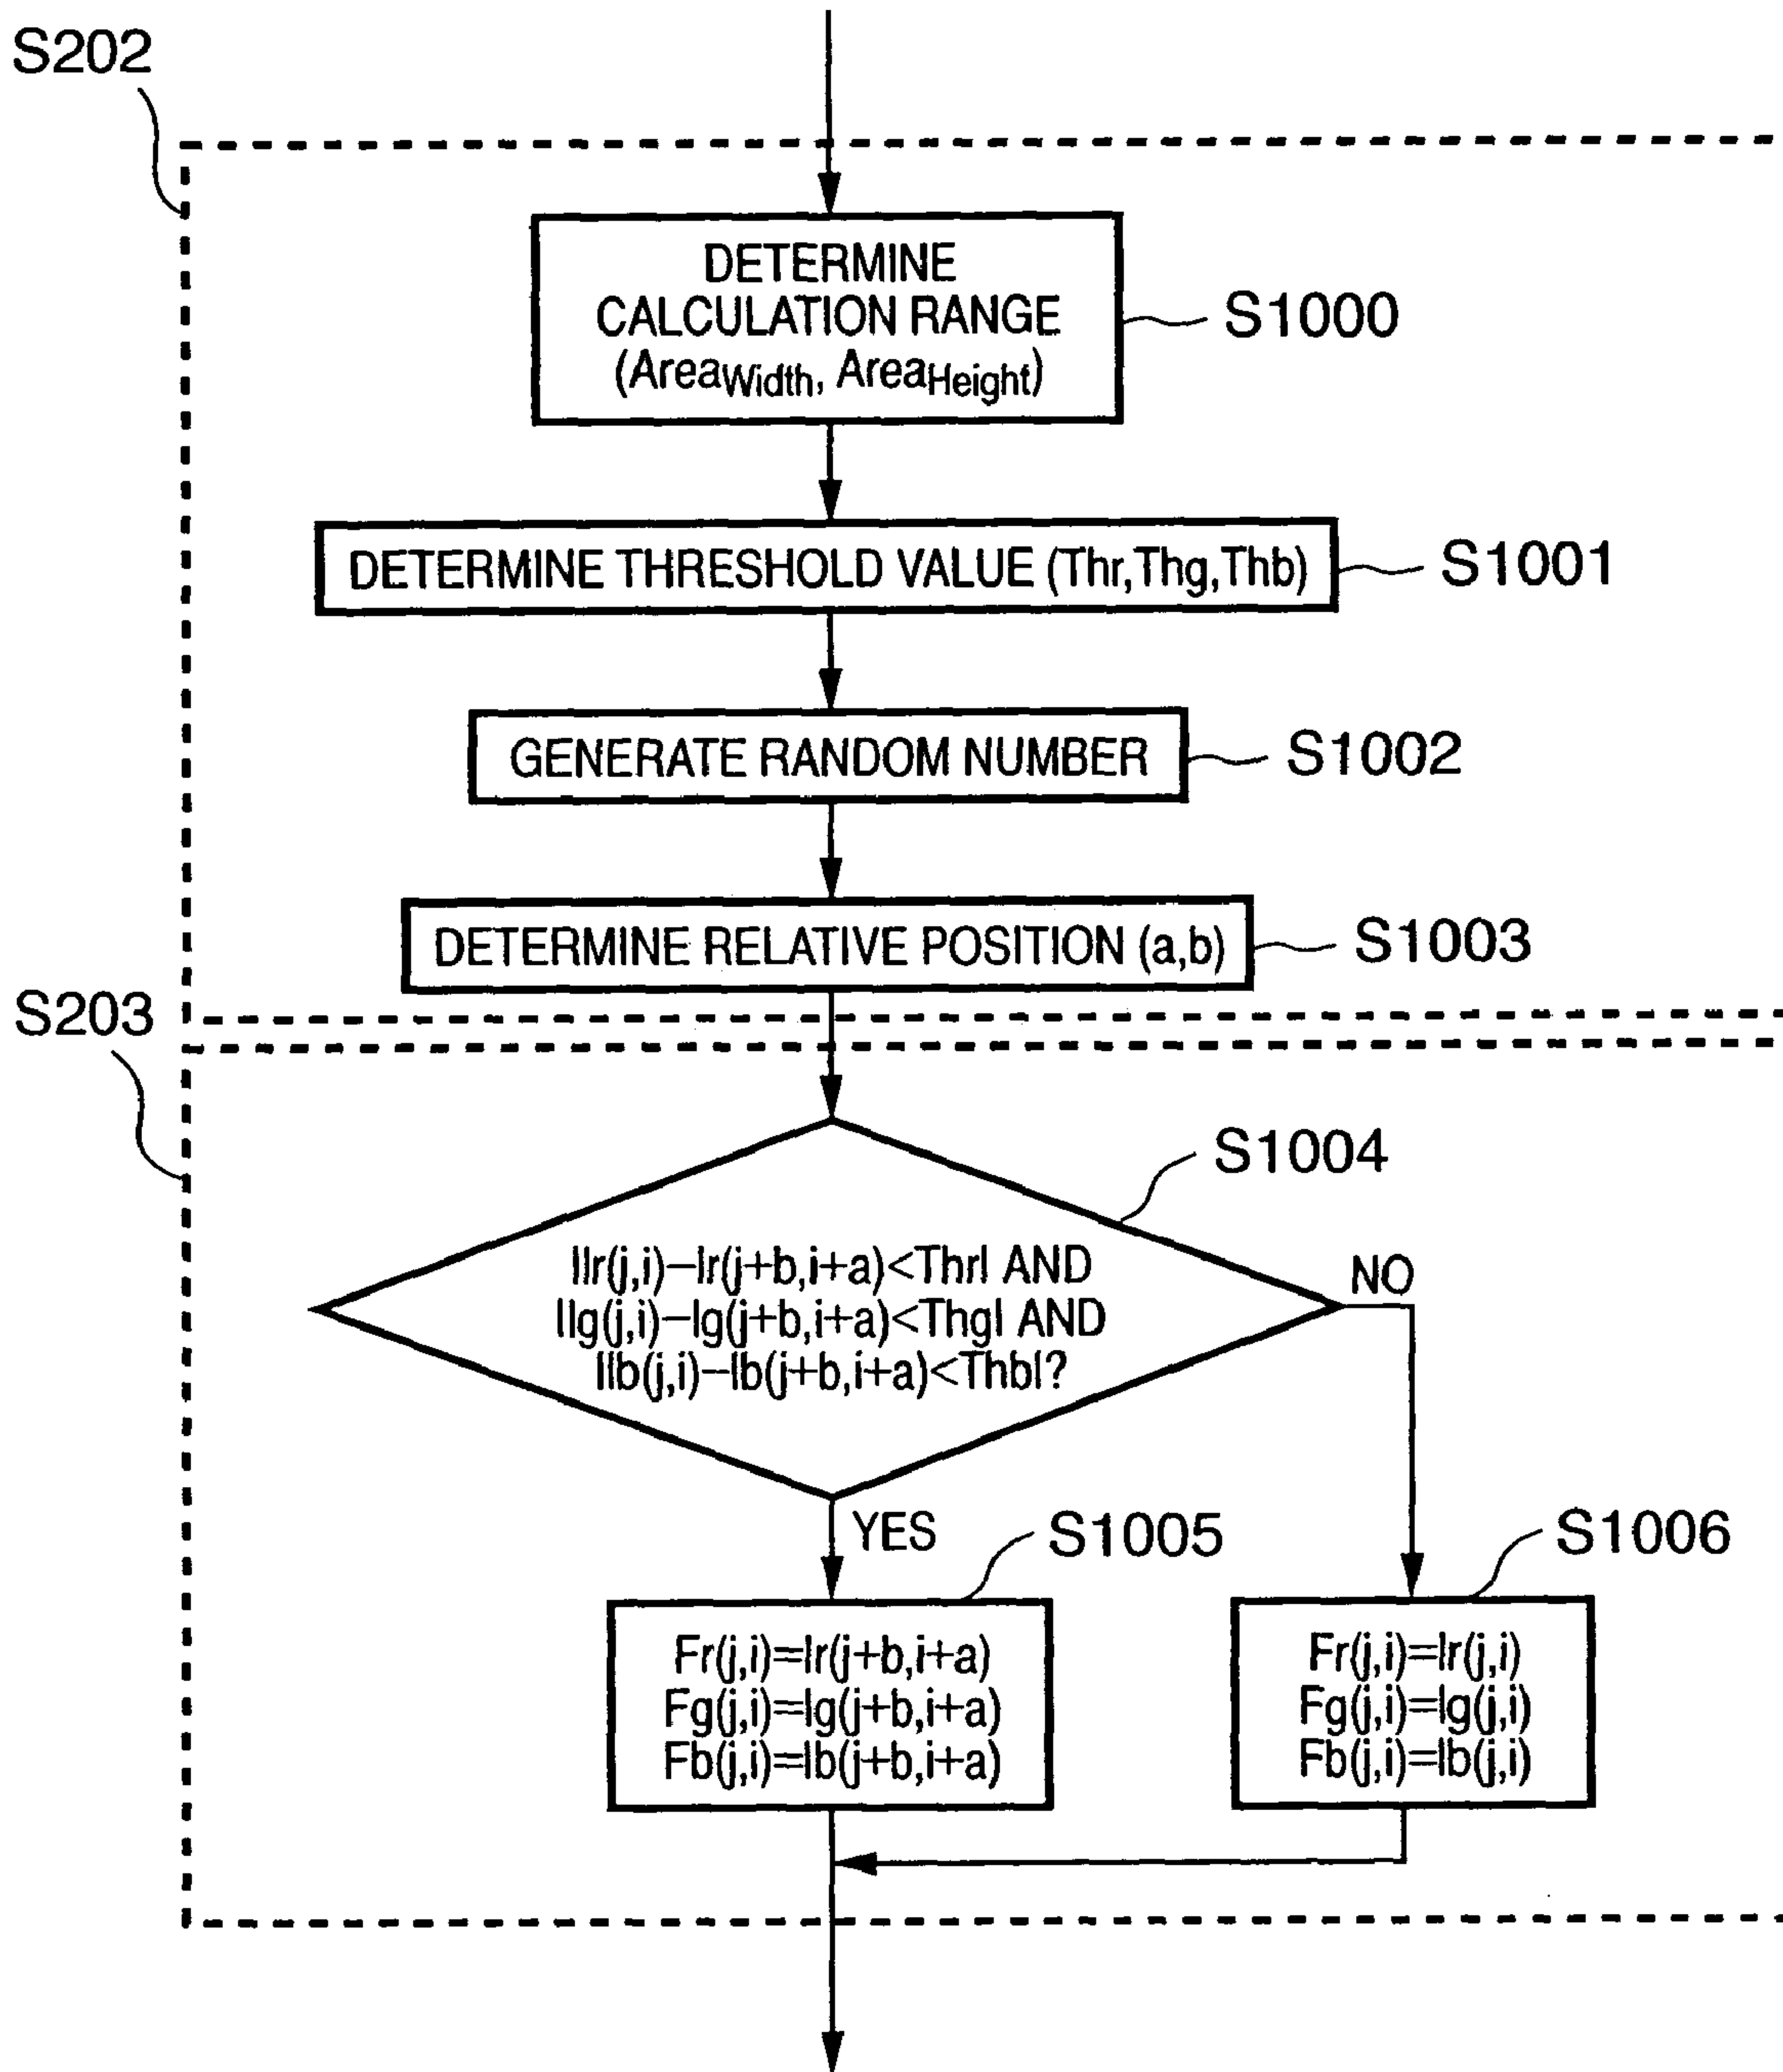 S202
DETERMINE
CALCULATION RANGE
(AreaWidth, AreaHeight)
S1000
DETERMINE THRESHOLD VALUE (Thr,Thg,Thb)
S1001
GENERATE RANDOM NUMBER
S1002
DETERMINE RELATIVE POSITION (a,b)
S1003
S203
S1004
|Ir(j,i)−Ir(j+b,i+a)<Thr| AND
|Ig(j,i)−Ig(j+b,i+a)<Thg| AND
|Ib(j,i)−Ib(j+b,i+a)<Thb|?
NO
YES
S1005
S1006
Fr(j,i)=Ir(j+b,i+a)
Fg(j,i)=Ig(j+b,i+a)
Fb(j,i)=Ib(j+b,i+a)
Fr(j,i)=Ir(j,i)
Fg(j,i)=Ig(j,i)
Fb(j,i)=Ib(j,i)